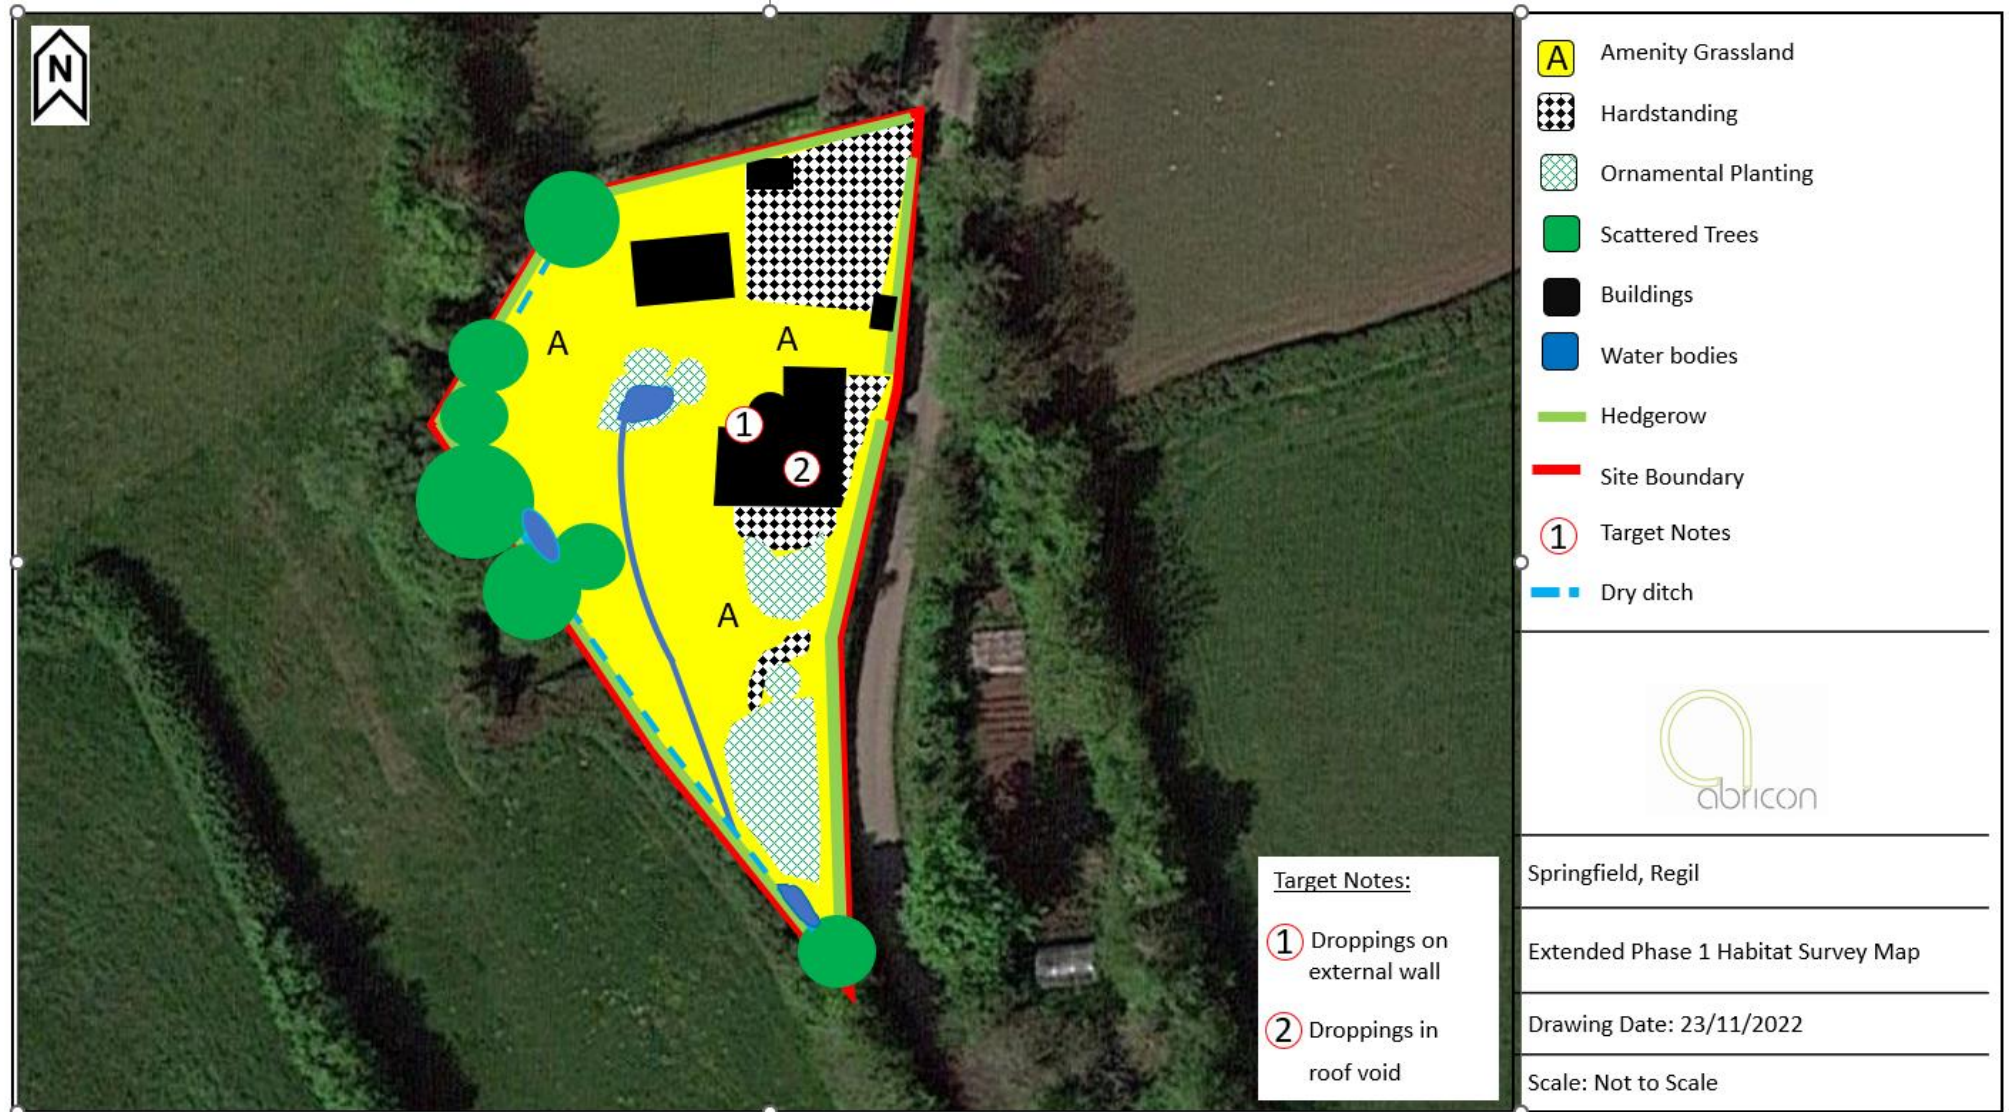 N
A
A
A
1
2
A Amenity Grassland
Hardstanding
Ornamental Planting
Scattered Trees
Buildings
Water bodies
Hedgerow
Site Boundary
1 Target Notes
Dry ditch
abricon
Springfield, Regil
Extended Phase 1 Habitat Survey Map
Drawing Date: 23/11/2022
Scale: Not to Scale
Target Notes:
1 Droppings on
external wall
2 Droppings in
roof void